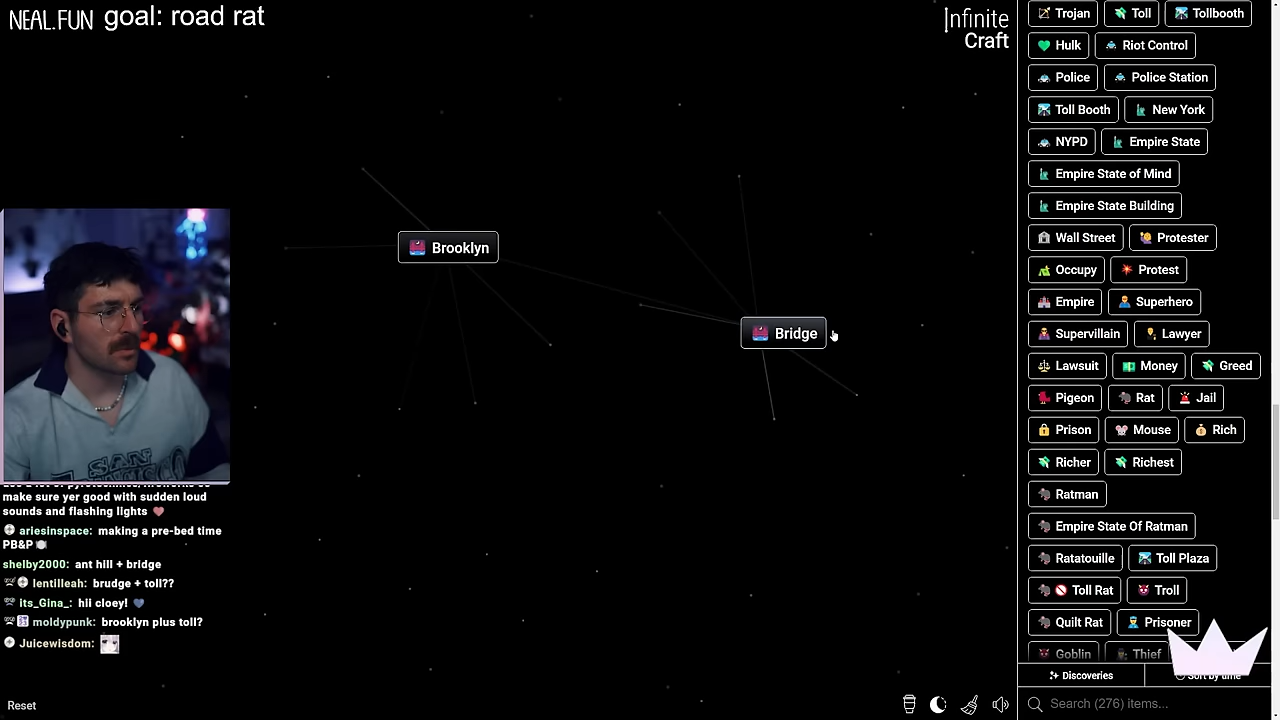 NEAL.FUN goal: road rat
Infinite
Craft
Brooklyn
Bridge
SAN
make sure yer good with sudden loud
sounds and flashing lights
ariesinspace: making a pre-bed time
PB&P
shelby2000: ant hill + bridge
lentilleah: brudge + toll??
Its_Gina_: hii cloey!
moldypunk: brooklyn plus toll?
Juicewisdom:
Reset
Trojan Toll Tollbooth
Hulk Riot Control
Police Police Station
Toll Booth New York
NYPD Empire State
Empire State of Mind
Empire State Building
Wall Street Protester
Occupy Protest
Empire Superhero
Supervillain Lawyer
Lawsuit Money Greed
Pigeon Rat Jail
Prison Mouse Rich
Richer Richest
Ratman
Empire State Of Ratman
Ratatouille Toll Plaza
Toll Rat Troll
Quilt Rat Prisoner
Goblin Thief
Discoveries Sort by time
Search (276) items...